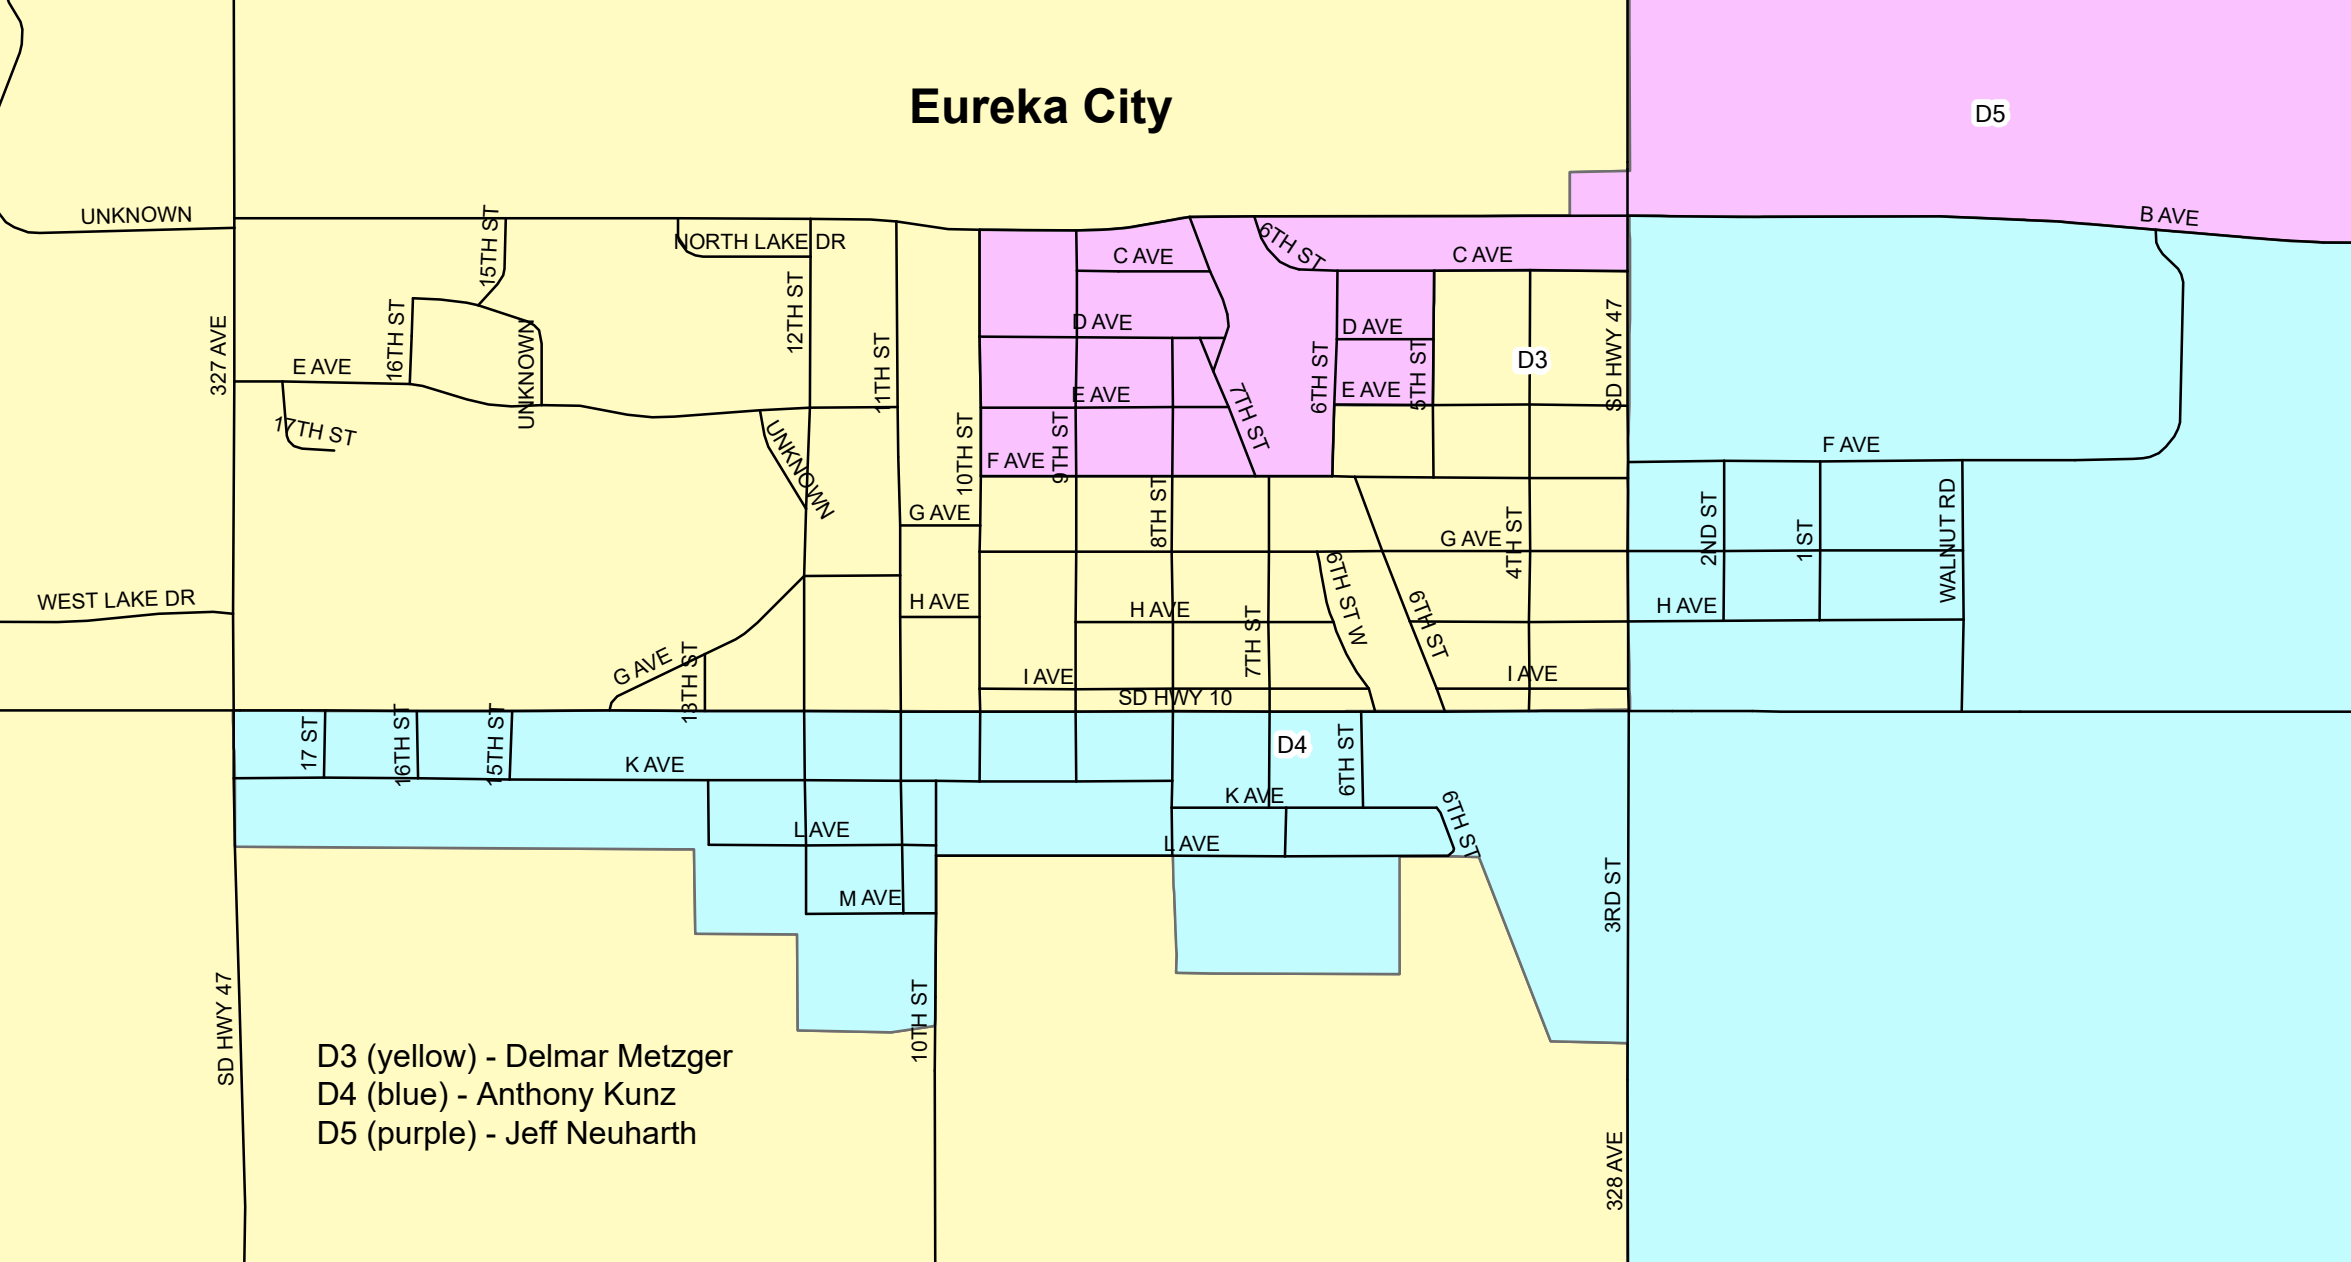 Eureka City
D5
UNKNOWN
15TH ST
NORTH LAKE DR
6TH ST
C AVE
C AVE
B AVE
327 AVE
16TH ST
E AVE
UNKNOWN
17TH ST
12TH ST
11TH ST
D AVE
D AVE
6TH ST
5TH ST
D3
SD HWY 47
E AVE
E AVE
7TH ST
UNKNOWN
10TH ST
F AVE
9TH ST
F AVE
G AVE
8TH ST
G AVE
4TH ST
2ND ST
1 ST
WALNUT RD
WEST LAKE DR
H AVE
H AVE
6TH ST W
6TH ST
H AVE
7TH ST
G AVE
13TH ST
I AVE
I AVE
SD HWY 10
17 ST
16TH ST
15TH ST
K AVE
D4
6TH ST
K AVE
6TH ST
L AVE
L AVE
M AVE
3RD ST
SD HWY 47
10TH ST
D3 (yellow) - Delmar Metzger
D4 (blue) - Anthony Kunz
D5 (purple) - Jeff Neuharth
328 AVE